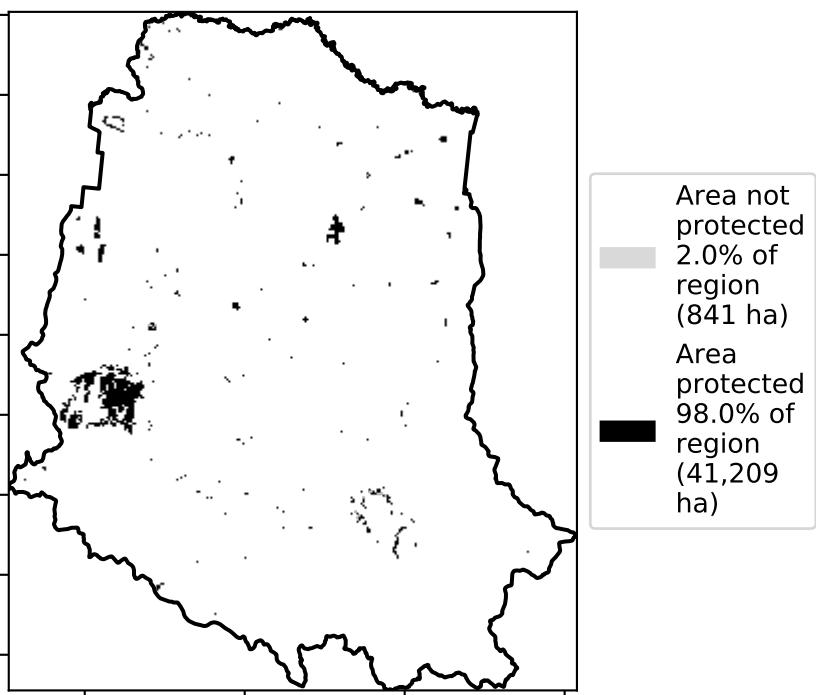 Area not
protected
2.0% of
region
(841 ha)
Area
protected
98.0% of
region
(41,209
ha)